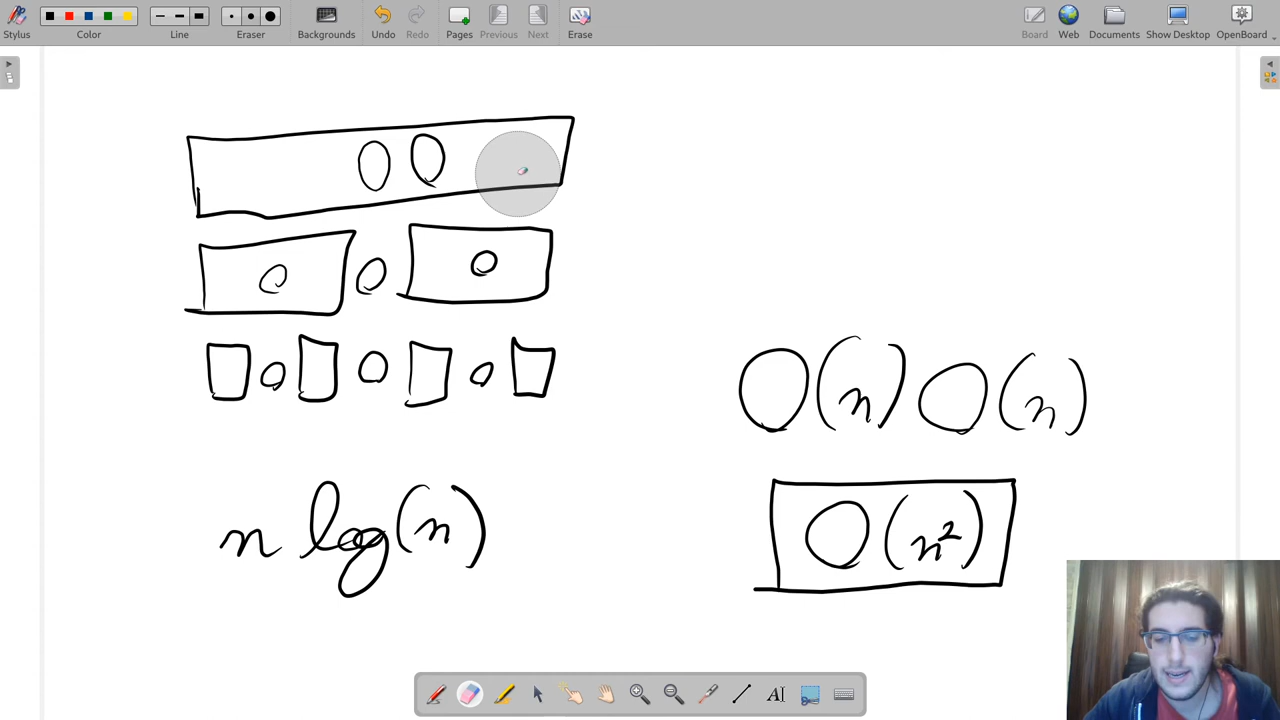 Stylus Color Line Eraser Backgrounds Undo Redo Pages Previous Next Erase Board Web Documents Show Desktop OpenBoard
O(n) O(n)
n log(n)
O(n²)